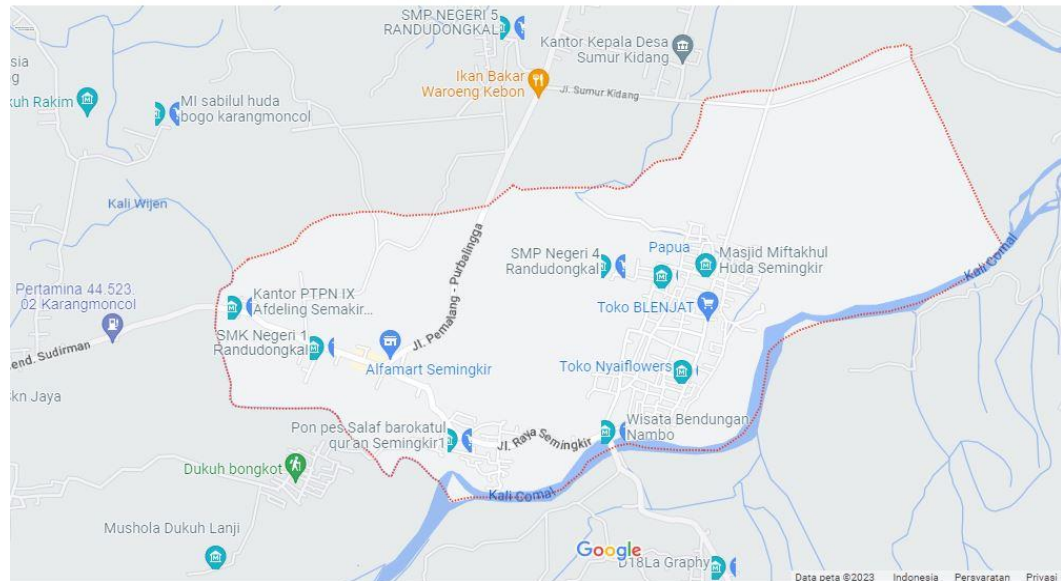 SMP NEGERI 5
RANDUDONGKAL
Kantor Kepala Desa
Sumur Kidang
Ikan Bakar
Waroeng Kebon
Jl. Sumur Kidang
sia
kuh Rakim
MI sabilul huda
bogo karangmoncol
Kali Wijen
Pertamina 44.523.
02 Karangmoncol
end. Sudirman
skn Jaya
Kantor PTPN IX
Afdeling Semakir...
SMK Negeri 1
Randudongkal
Jl. Pemalang - Purbalingga
Alfamart Semingkir
SMP Negeri 4
Randudongkal
Papua
Masjid Miftakhul
Huda Semingkir
Kali Comal
Toko BLENJAT
Toko Nyaiflowers
Wisata Bendungan
Nambo
Pon pes Salaf barokatul
qur'an Semingkir1
Jl. Raya Semingkir
Dukuh bongkot
Kali Comal
Mushola Dukuh Lanji
Google
D18La Graphy
Data peta ©2023 Indonesia Persyaratan Privasi